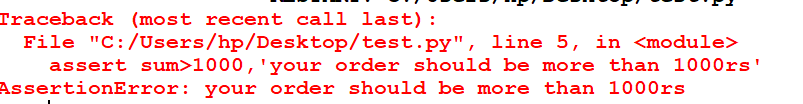 Traceback (most recent call last):
File "C:/Users/hp/Desktop/test.py", line 5, in <module>
assert sum>1000,'your order should be more than 1000rs'
AssertionError: your order should be more than 1000rs